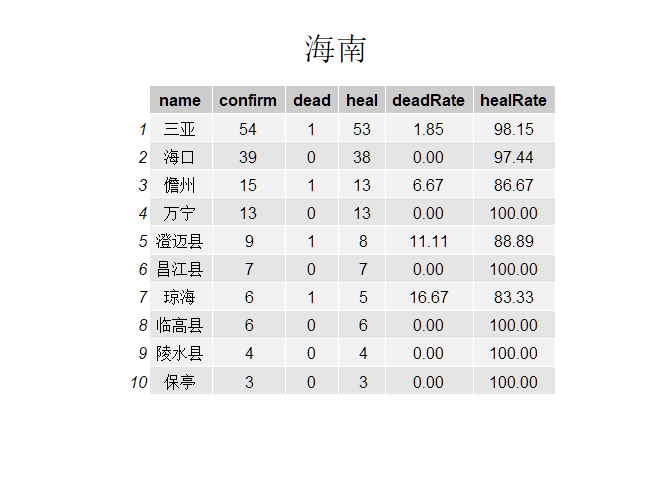 海南
name confirm dead heal deadRate healRate
1 三亚 54 1 53 1.85 98.15
2 海口 39 0 38 0.00 97.44
3 儋州 15 1 13 6.67 86.67
4 万宁 13 0 13 0.00 100.00
5 澄迈县 9 1 8 11.11 88.89
6 昌江县 7 0 7 0.00 100.00
7 琼海 6 1 5 16.67 83.33
8 临高县 6 0 6 0.00 100.00
9 陵水县 4 0 4 0.00 100.00
10 保亭 3 0 3 0.00 100.00